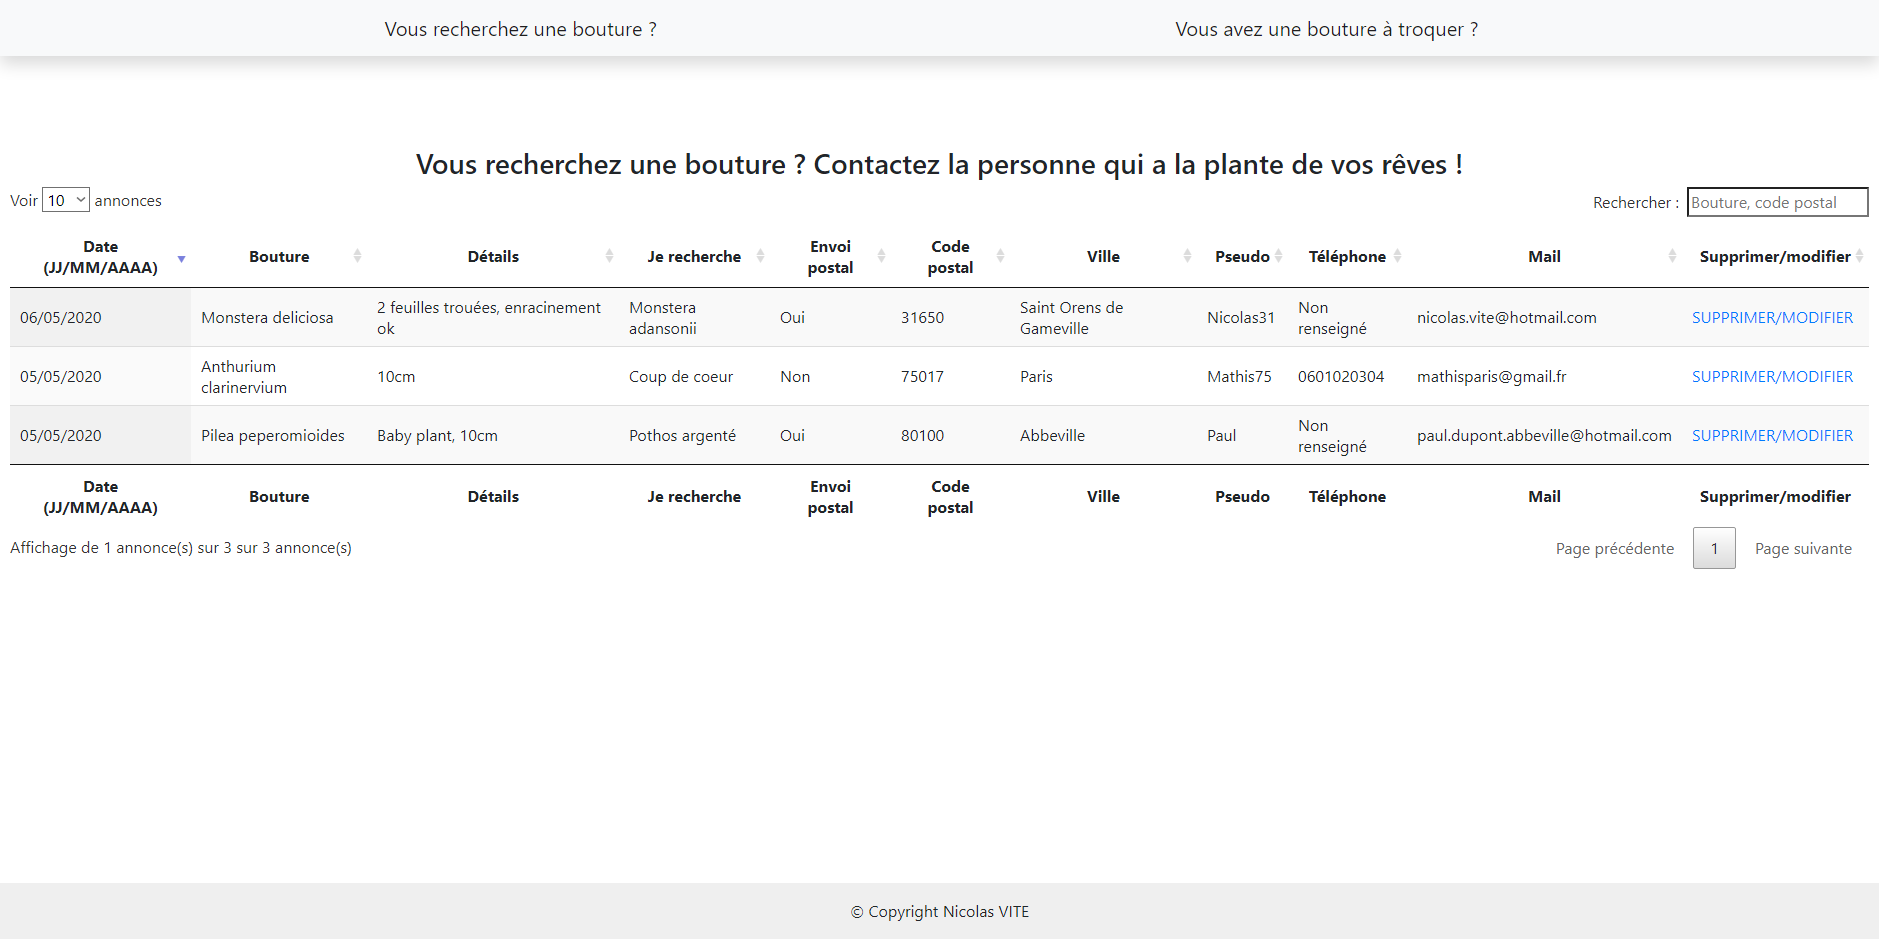 Vous recherchez une bouture ? Vous avez une bouture à troquer ?
Vous recherchez une bouture ? Contactez la personne qui a la plante de vos rêves !
Voir 10 annonces Rechercher : Bouture, code postal
Date (JJ/MM/AAAA) Bouture Détails Je recherche Envoi postal Code postal Ville Pseudo Téléphone Mail Supprimer/modifier
06/05/2020 Monstera deliciosa 2 feuilles trouées, enracinement ok Monstera adansonii Oui 31650 Saint Orens de Gameville Nicolas31 Non renseigné nicolas.vite@hotmail.com SUPPRIMER/MODIFIER
05/05/2020 Anthurium clarinervium 10cm Coup de coeur Non 75017 Paris Mathis75 0601020304 mathisparis@gmail.fr SUPPRIMER/MODIFIER
05/05/2020 Pilea peperomioides Baby plant, 10cm Pothos argenté Oui 80100 Abbeville Paul Non renseigné paul.dupont.abbeville@hotmail.com SUPPRIMER/MODIFIER
Date (JJ/MM/AAAA) Bouture Détails Je recherche Envoi postal Code postal Ville Pseudo Téléphone Mail Supprimer/modifier
Affichage de 1 annonce(s) sur 3 sur 3 annonce(s) Page précédente 1 Page suivante
© Copyright Nicolas VITE